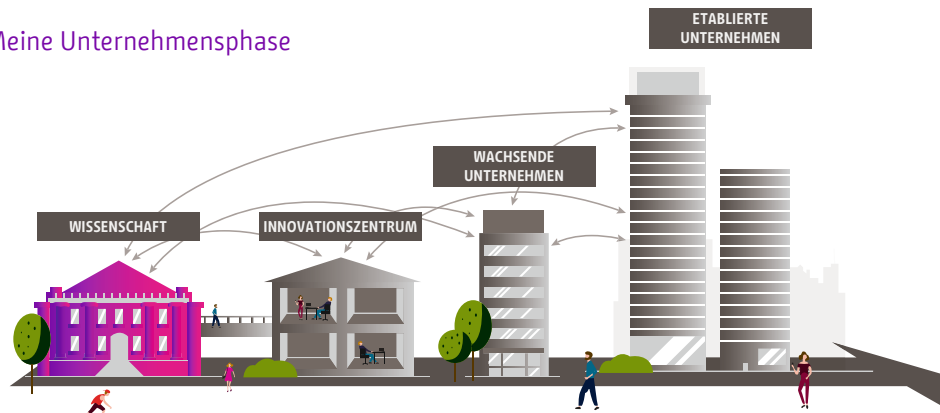 Meine Unternehmensphase
ETABLIERTE
UNTERNEHMEN
WACHSENDE
UNTERNEHMEN
WISSENSCHAFT
INNOVATIONSZENTRUM